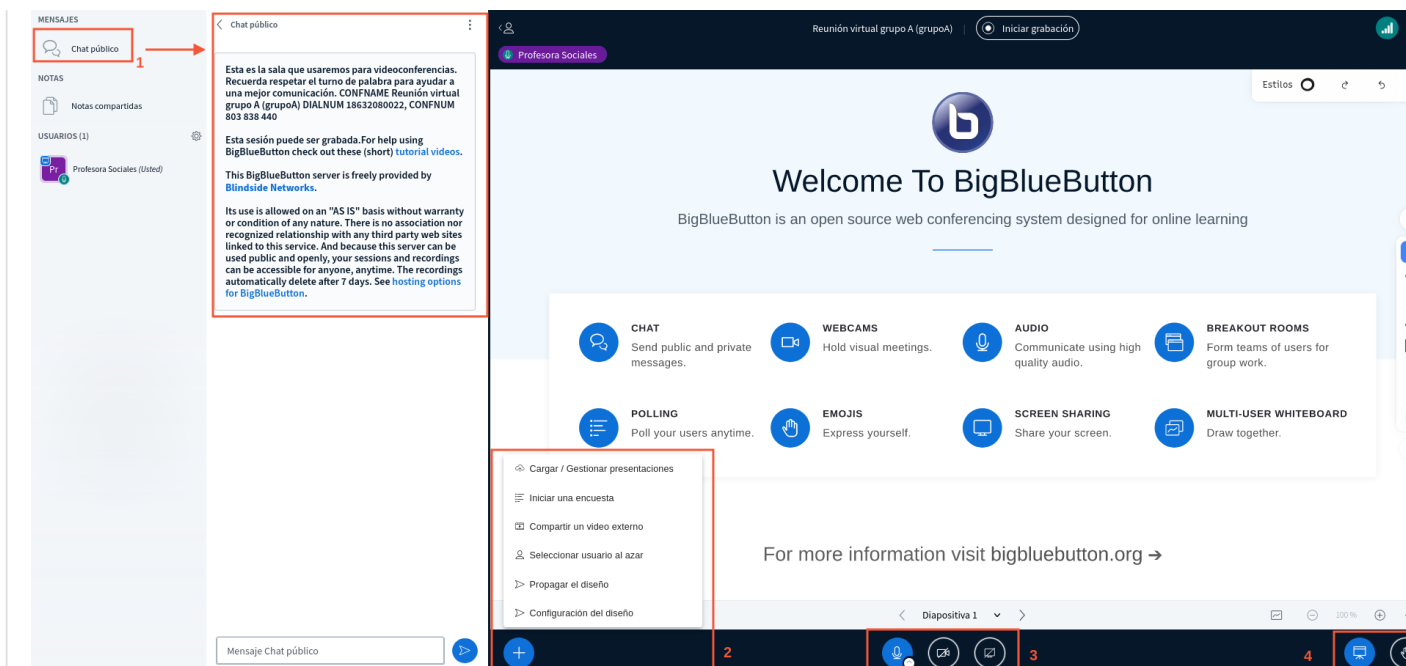 MENSAJES
Chat público
1
NOTAS
Notas compartidas
USUARIOS (1)
Pr
Profesora Sociales (Usted)
Chat público
Esta es la sala que usaremos para videoconferencias.
Recuerda respetar el turno de palabra para ayudar a
una mejor comunicación. CONFNAME Reunión virtual
grupo A (grupoA) DIALNUM 18632080022, CONFNUM
803 838 440
Esta sesión puede ser grabada.For help using
BigBlueButton check out these (short) tutorial videos.
This BigBlueButton server is freely provided by
Blindside Networks.
Its use is allowed on an "AS IS" basis without warranty
or condition of any nature. There is no association nor
recognized relationship with any third party web sites
linked to this service. And because this server can be
used public and openly, your sessions and recordings
can be accessible for anyone, anytime. The recordings
automatically delete after 7 days. See hosting options
for BigBlueButton.
Mensaje Chat público
Reunión virtual grupo A (grupoA)
Iniciar grabación
Profesora Sociales
Estilos
b
Welcome To BigBlueButton
BigBlueButton is an open source web conferencing system designed for online learning
CHAT
Send public and private
messages.
WEBCAMS
Hold visual meetings.
AUDIO
Communicate using high
quality audio.
BREAKOUT ROOMS
Form teams of users for
group work.
POLLING
Poll your users anytime.
EMOJIS
Express yourself.
SCREEN SHARING
Share your screen.
MULTI-USER WHITEBOARD
Draw together.
Cargar / Gestionar presentaciones
Iniciar una encuesta
Compartir un video externo
Seleccionar usuario al azar
Propagar el diseño
Configuración del diseño
For more information visit bigbluebutton.org →
Diapositiva 1
100 %
2
3
4